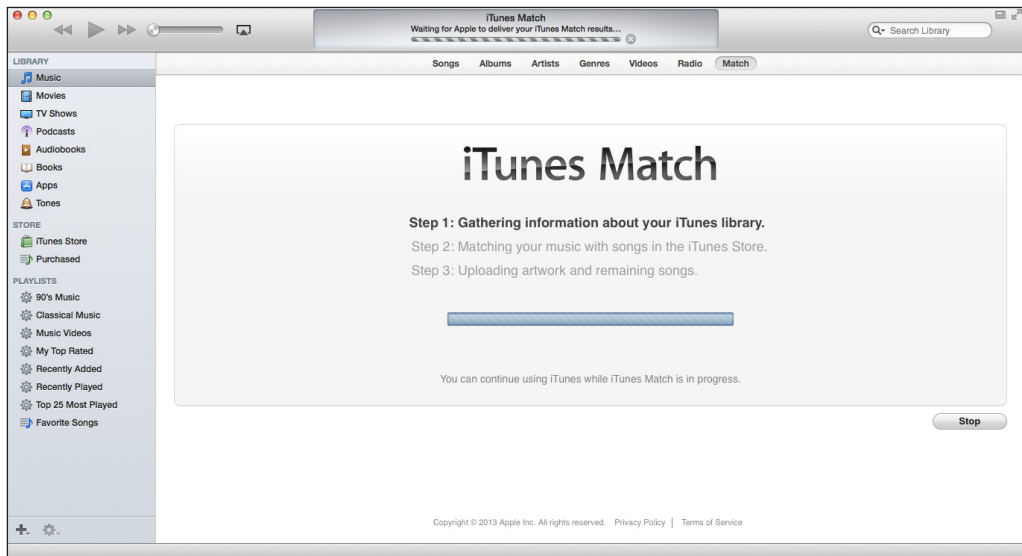 iTunes Match
Waiting for Apple to deliver your iTunes Match results...
Search Library
Songs Albums Artists Genres Videos Radio Match
LIBRARY
Music
Movies
TV Shows
Podcasts
Audiobooks
Books
Apps
Tones
STORE
iTunes Store
Purchased
PLAYLISTS
90's Music
Classical Music
Music Videos
My Top Rated
Recently Added
Recently Played
Top 25 Most Played
Favorite Songs
iTunes Match
Step 1: Gathering information about your iTunes library.
Step 2: Matching your music with songs in the iTunes Store.
Step 3: Uploading artwork and remaining songs.
You can continue using iTunes while iTunes Match is in progress.
Stop
Copyright © 2013 Apple Inc. All rights reserved. Privacy Policy | Terms of Service